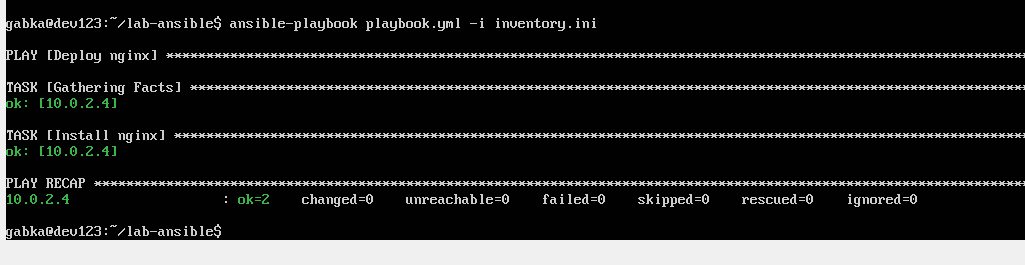 gabka@dev123:~/lab-ansible$ ansible-playbook playbook.yml -i inventory.ini
PLAY [Deploy nginx] ***********************************************************************************************************
TASK [Gathering Facts] ********************************************************************************************************
ok: [10.0.2.4]
TASK [Install nginx] **********************************************************************************************************
ok: [10.0.2.4]
PLAY RECAP ********************************************************************************************************************
10.0.2.4                   : ok=2    changed=0    unreachable=0    failed=0    skipped=0    rescued=0    ignored=0
gabka@dev123:~/lab-ansible$